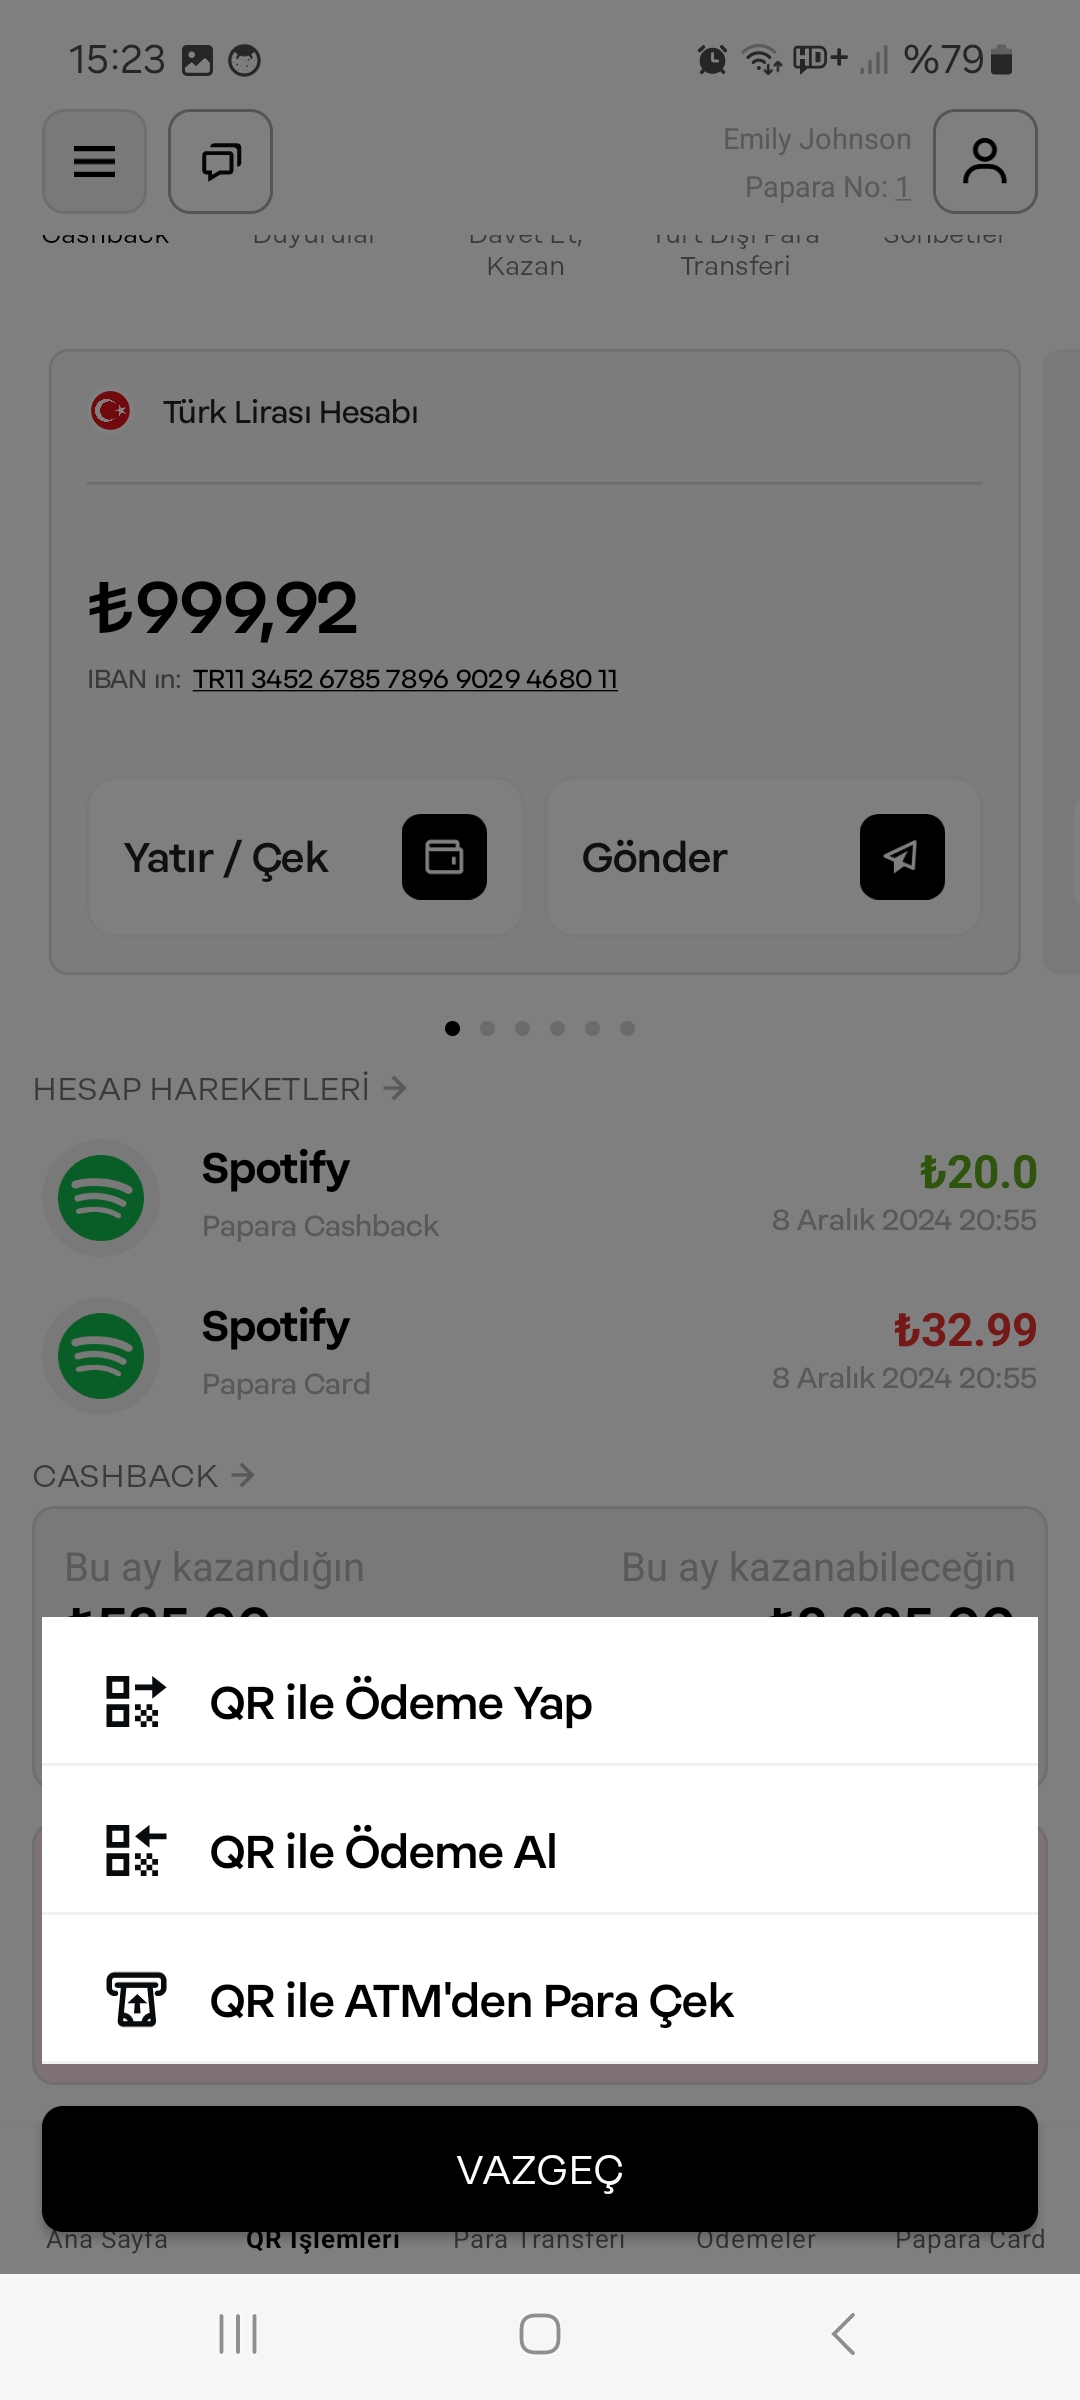 15:23
HD+
%79
Emily Johnson
Papara No: 1
Cashback
Duyurular
Davet Et, Kazan
Yurt Dışı Para Transferi
Sohbetler
Türk Lirası Hesabı
₺999,92
IBAN ın: TR11 3452 6785 7896 9029 4680 11
Yatır / Çek
Gönder
HESAP HAREKETLERİ
Spotify
₺20.0
Papara Cashback
8 Aralık 2024 20:55
Spotify
₺32.99
Papara Card
8 Aralık 2024 20:55
CASHBACK
Bu ay kazandığın
Bu ay kazanabileceğin
QR ile Ödeme Yap
QR ile Ödeme Al
QR ile ATM'den Para Çek
VAZGEÇ
Ana Sayfa
QR İşlemleri
Para Transferi
Ödemeler
Papara Card